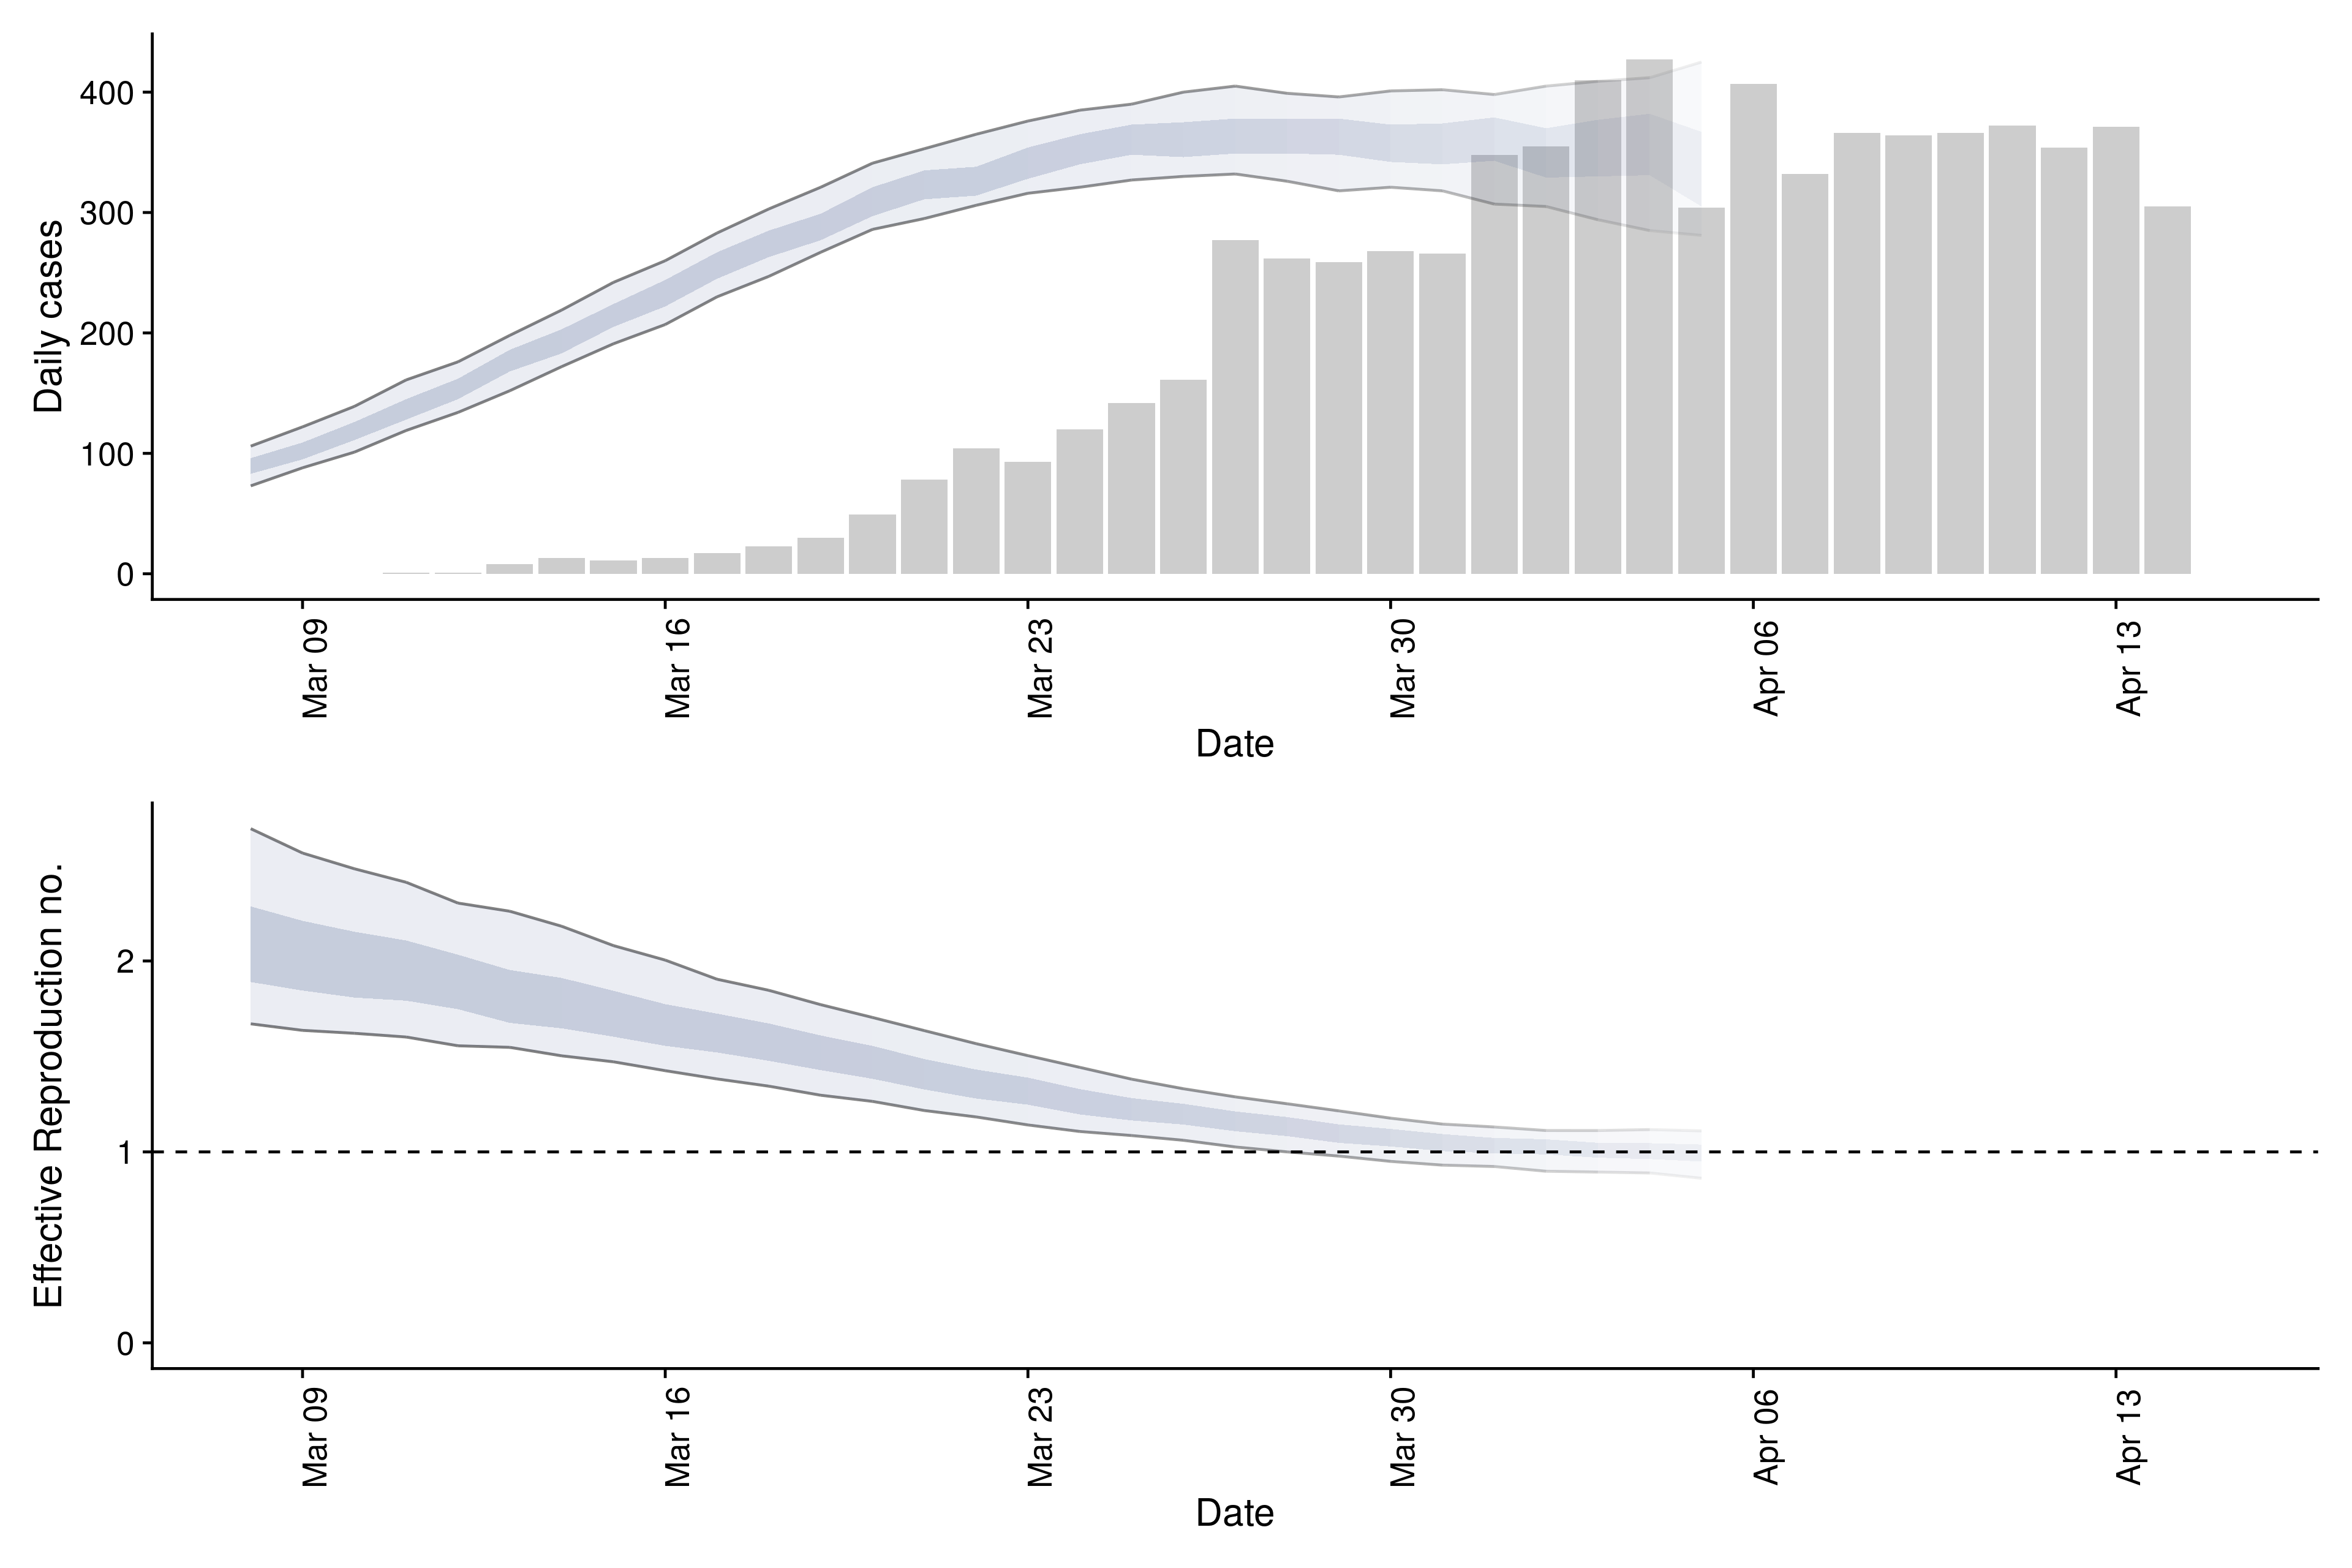 Daily cases
400
300
200
100
0
Mar 09
Mar 16
Mar 23
Mar 30
Apr 06
Apr 13
Date
Effective Reproduction no.
2
1
0
Mar 09
Mar 16
Mar 23
Mar 30
Apr 06
Apr 13
Date